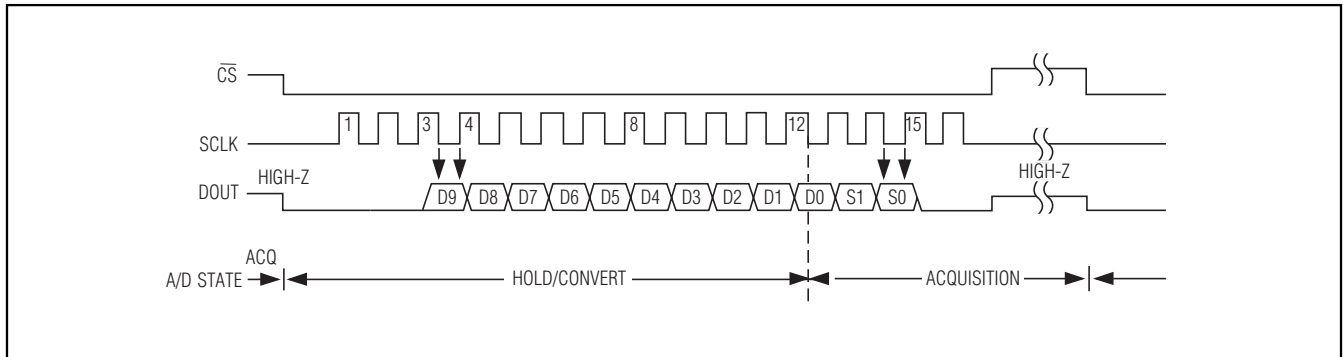 C̅S̅
1 3 4 8 12 15
SCLK
HIGH-Z HIGH-Z
DOUT D9 D8 D7 D6 D5 D4 D3 D2 D1 D0 S1 S0
ACQ
A/D STATE HOLD/CONVERT ACQUISITION